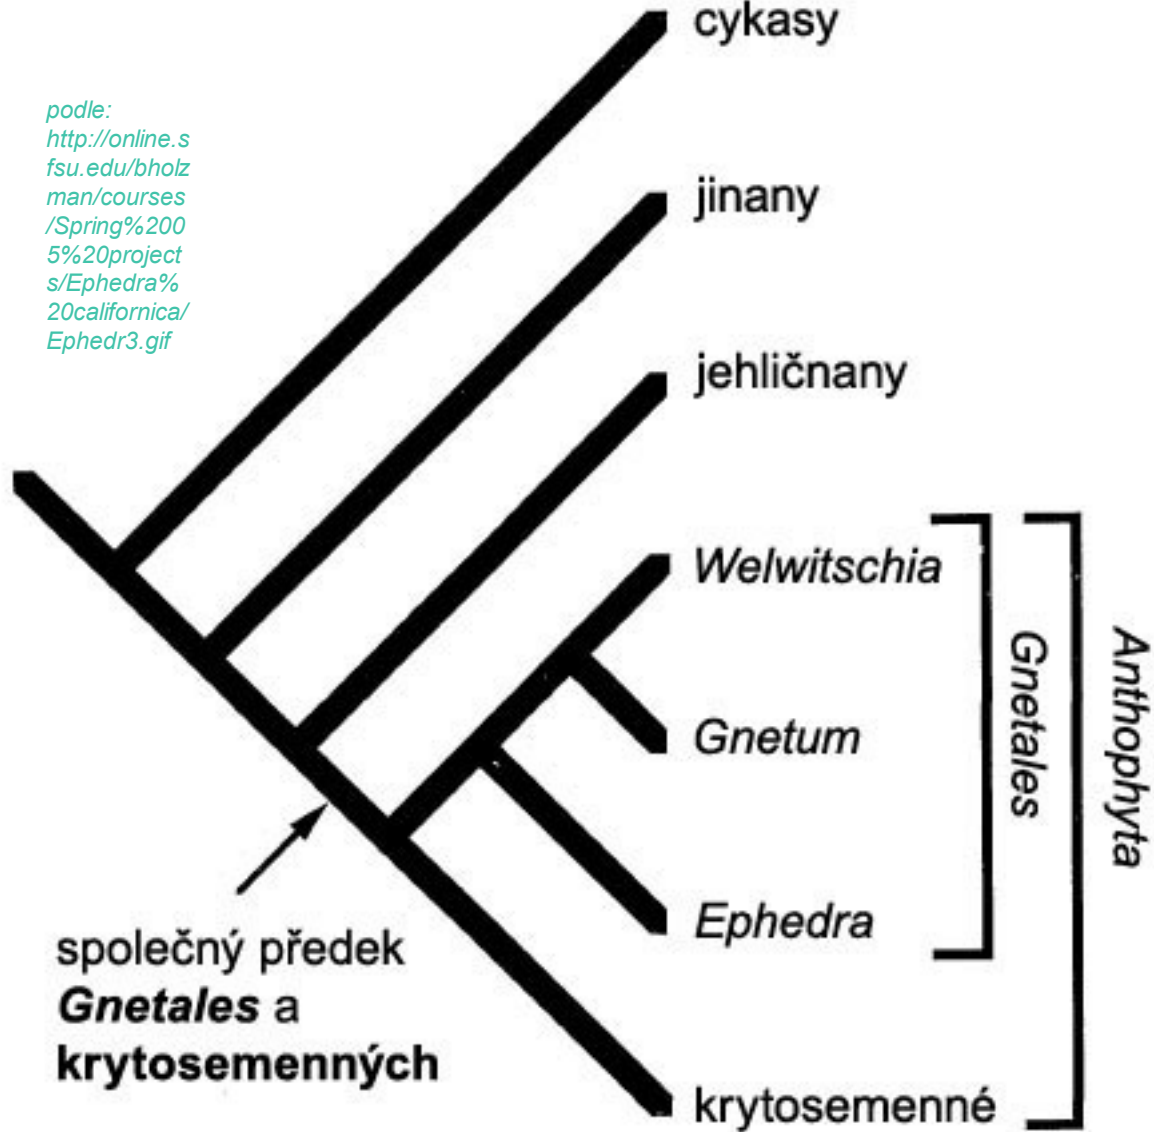 cykasy
podle:
http://online.s
fsu.edu/bholz
man/courses
/Spring%200
5%20project
s/Ephedra%
20californica/
Ephedr3.gif
jinany
jehličnany
Welwitschia
Gnetum
Ephedra
Gnetales
Anthophyta
společný předek
Gnetales a
krytosemenných
krytosemenné